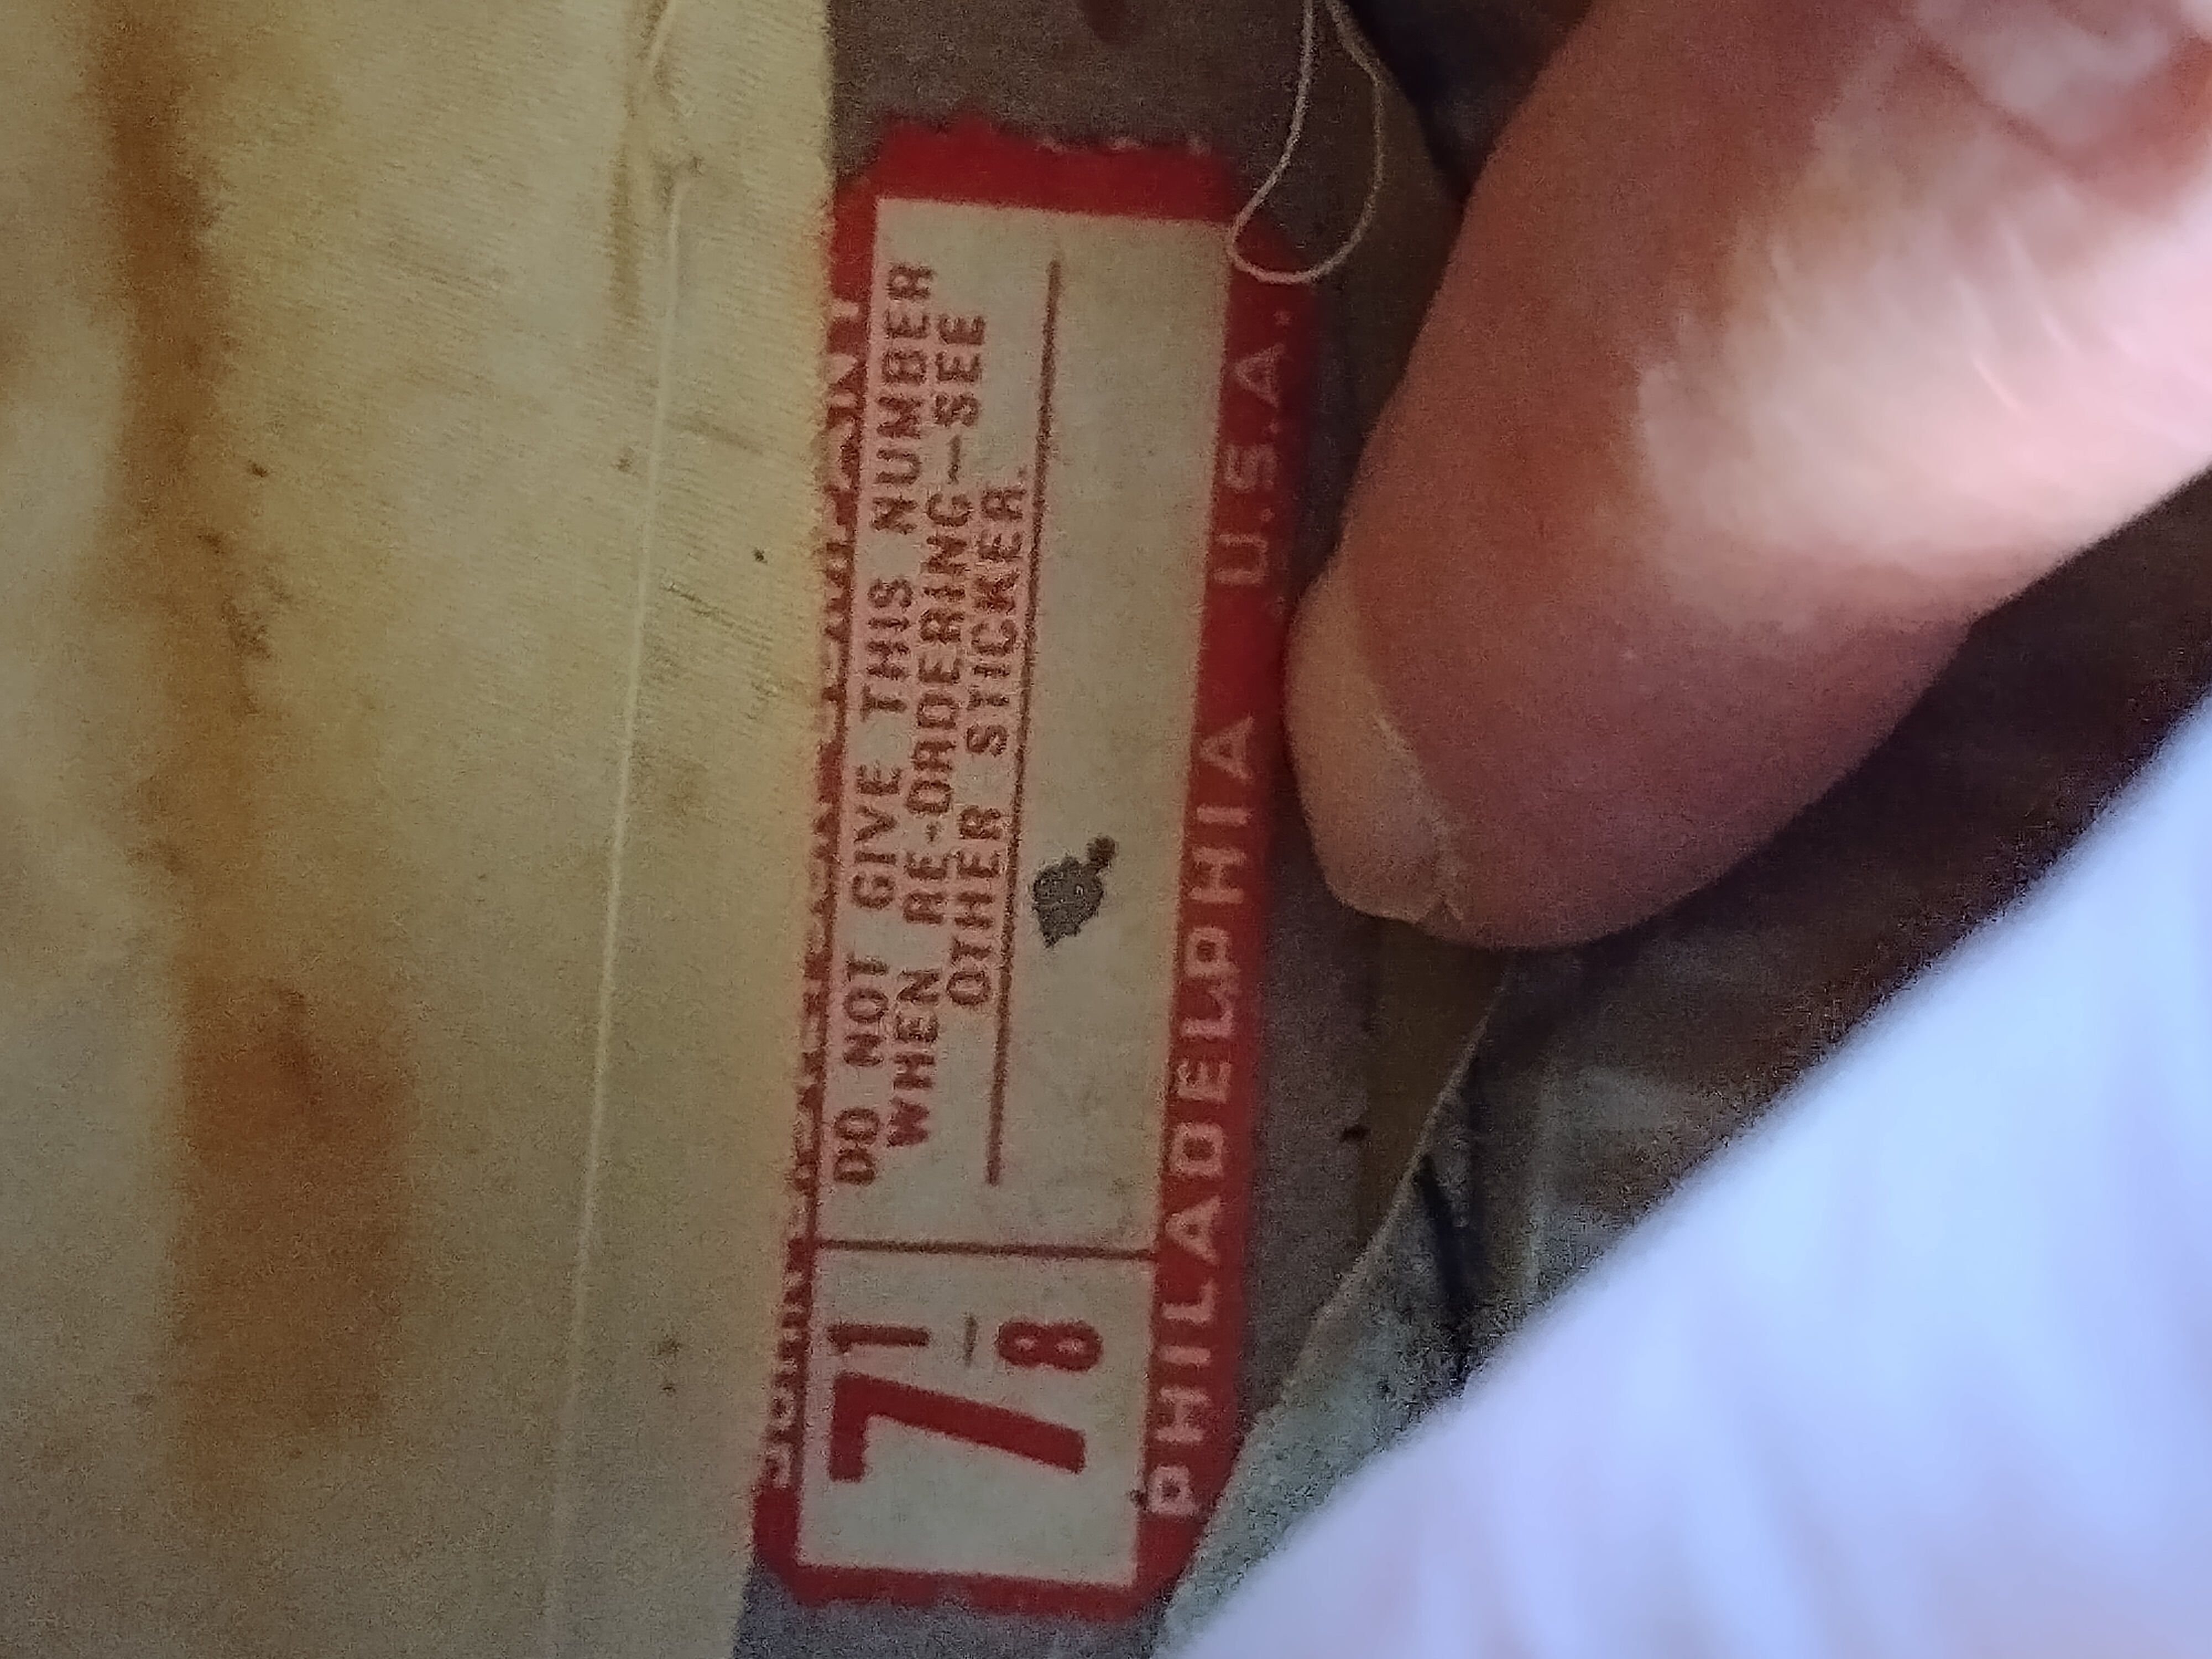 DO NOT GIVE THIS NUMBER
WHEN RE-ORDERING—SEE
OTHER STICKER.
7 1/8
PHILADELPHIA U.S.A.